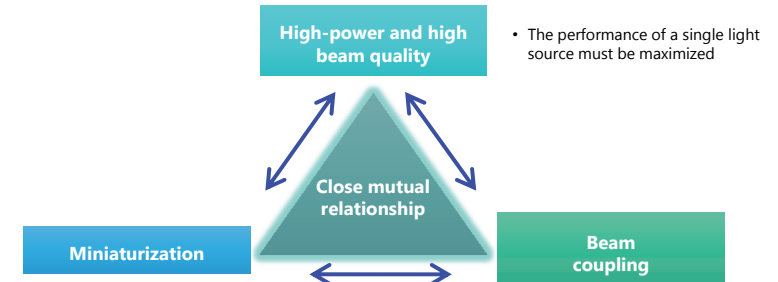 High-power and high
beam quality
• The performance of a single light
source must be maximized
Close mutual
relationship
Miniaturization
Beam
coupling